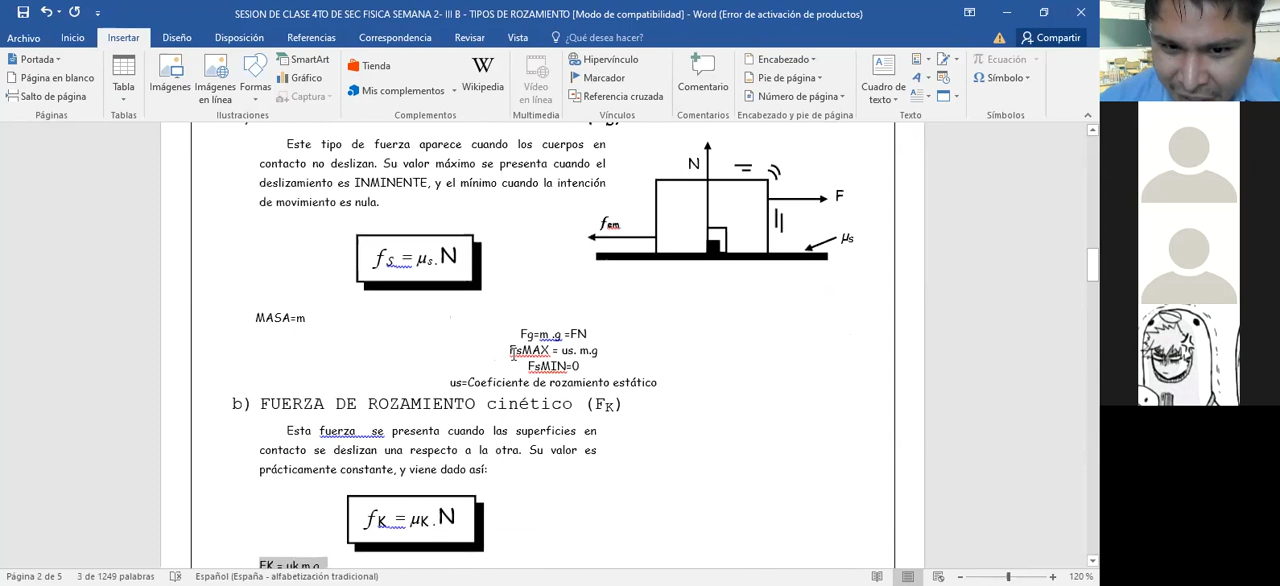 SESION DE CLASE 4TO DE SEC FISICA SEMANA 2- III B - TIPOS DE ROZAMIENTO [Modo de compatibilidad] - Word (Error de activación de productos)
Archivo Inicio Insertar Diseño Disposición Referencias Correspondencia Revisar Vista ¿Qué desea hacer? Compartir
Portada
Página en blanco
Salto de página
Páginas
Tabla
Tablas
Imágenes
Imágenes en línea
Formas
SmartArt
Gráfico
Captura
Ilustraciones
Tienda
Mis complementos
Wikipedia
Complementos
Vídeo en línea
Multimedia
Hipervínculo
Marcador
Referencia cruzada
Vínculos
Comentario
Comentarios
Encabezado
Pie de página
Número de página
Encabezado y pie de página
Cuadro de texto
Texto
Ecuación
Símbolo
Símbolos
Este tipo de fuerza aparece cuando los cuerpos en
contacto no deslizan. Su valor máximo se presenta cuando el
deslizamiento es INMINENTE, y el mínimo cuando la intención
de movimiento es nula.
N
F
fem
μs
fS = μs.N
MASA=m
Fg=m .g =FN
FsMAX = us. m.g
FsMIN=0
us=Coeficiente de rozamiento estático
b) FUERZA DE ROZAMIENTO cinético (FK)
Esta fuerza se presenta cuando las superficies en
contacto se deslizan una respecto a la otra. Su valor es
prácticamente constante, y viene dado así:
fK = μK.N
FK = uk.m.g
Página 2 de 5 3 de 1249 palabras Español (España - alfabetización tradicional) 120 %